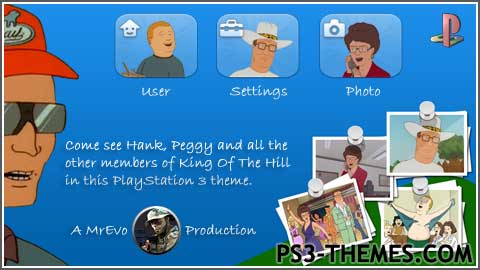 User
Settings
Photo
Come see Hank, Peggy and all the
other members of King Of The Hill
in this PlayStation 3 theme.
A MrEvo Production
PS3-THEMES.COM